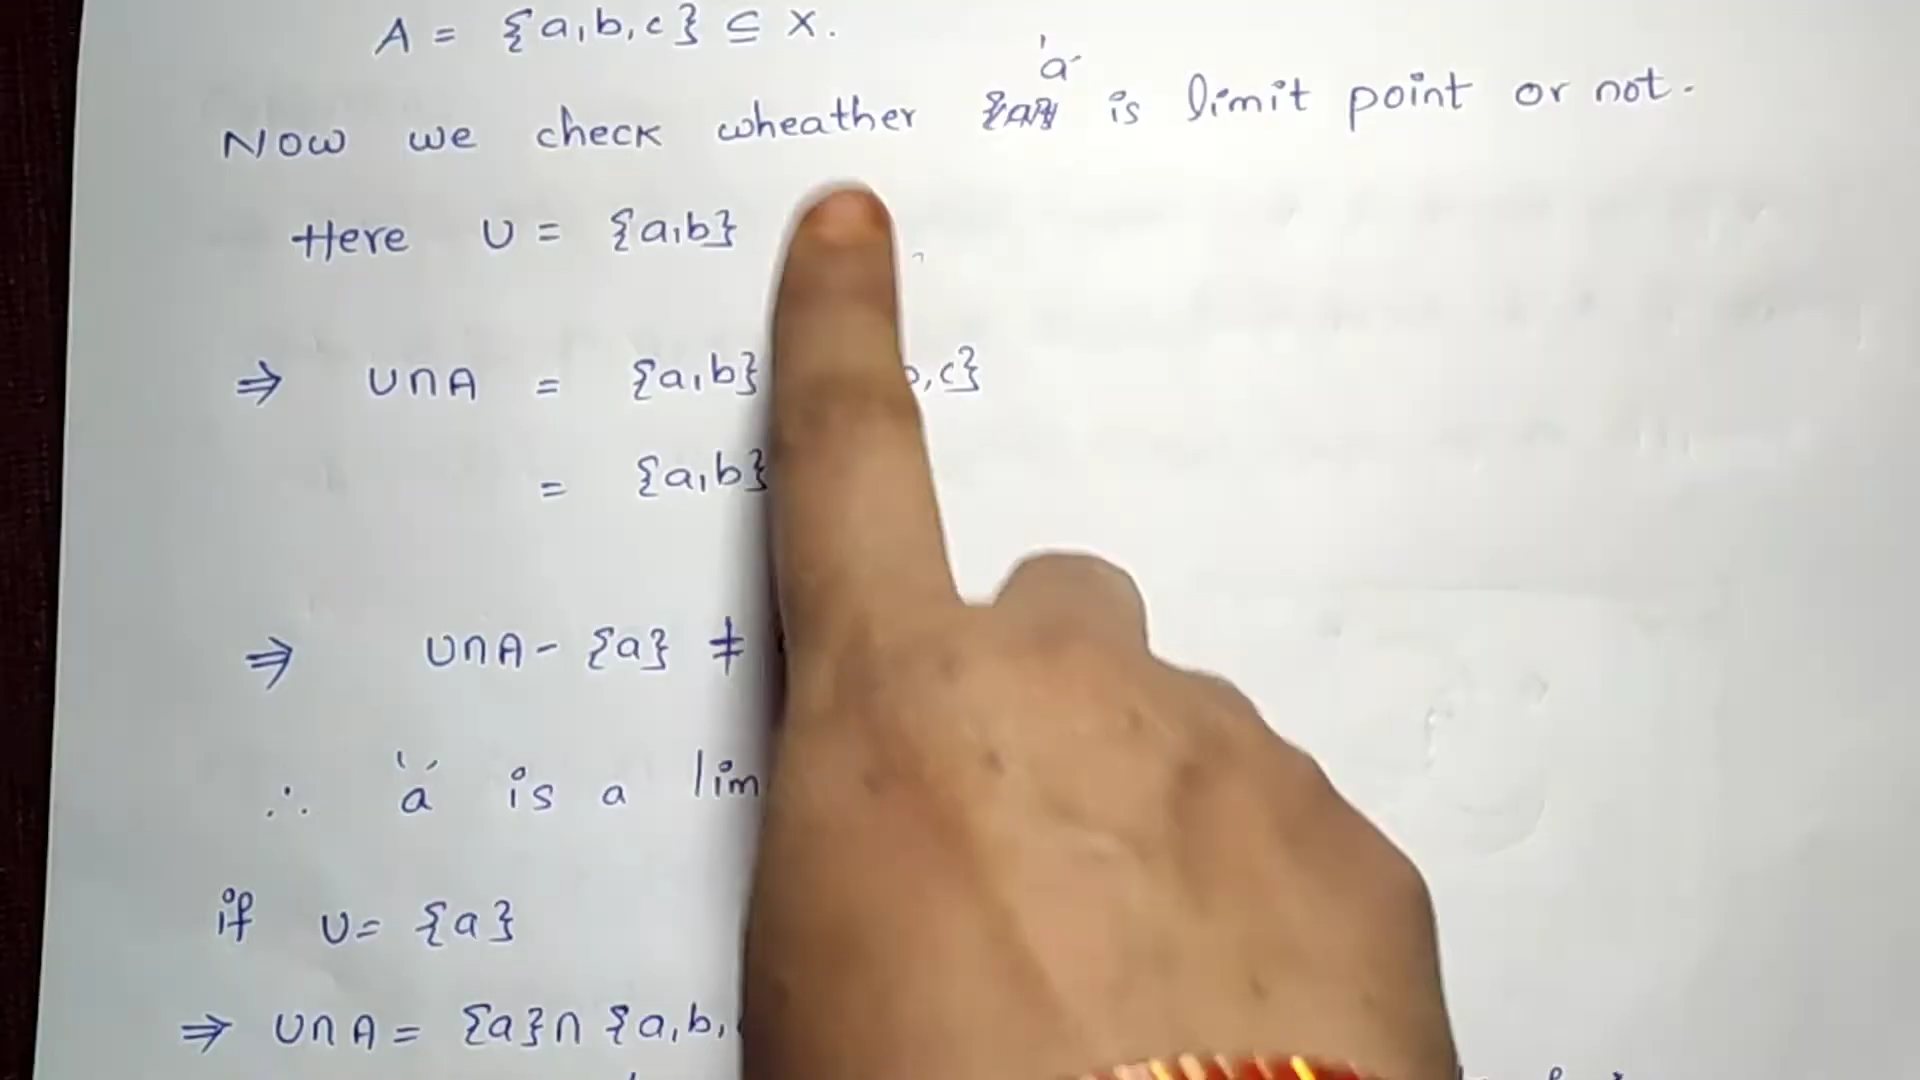 A = {a,b,c} ⊆ X.
'a'
Now we check wheather is limit point or not.
Here U = {a,b}
⇒ U∩A = {a,b} b,c}
= {a,b}
⇒ U∩A - {a} ≠
∴ 'a' is a lim
if U = {a}
⇒ U∩A = {a}∩{a,b,